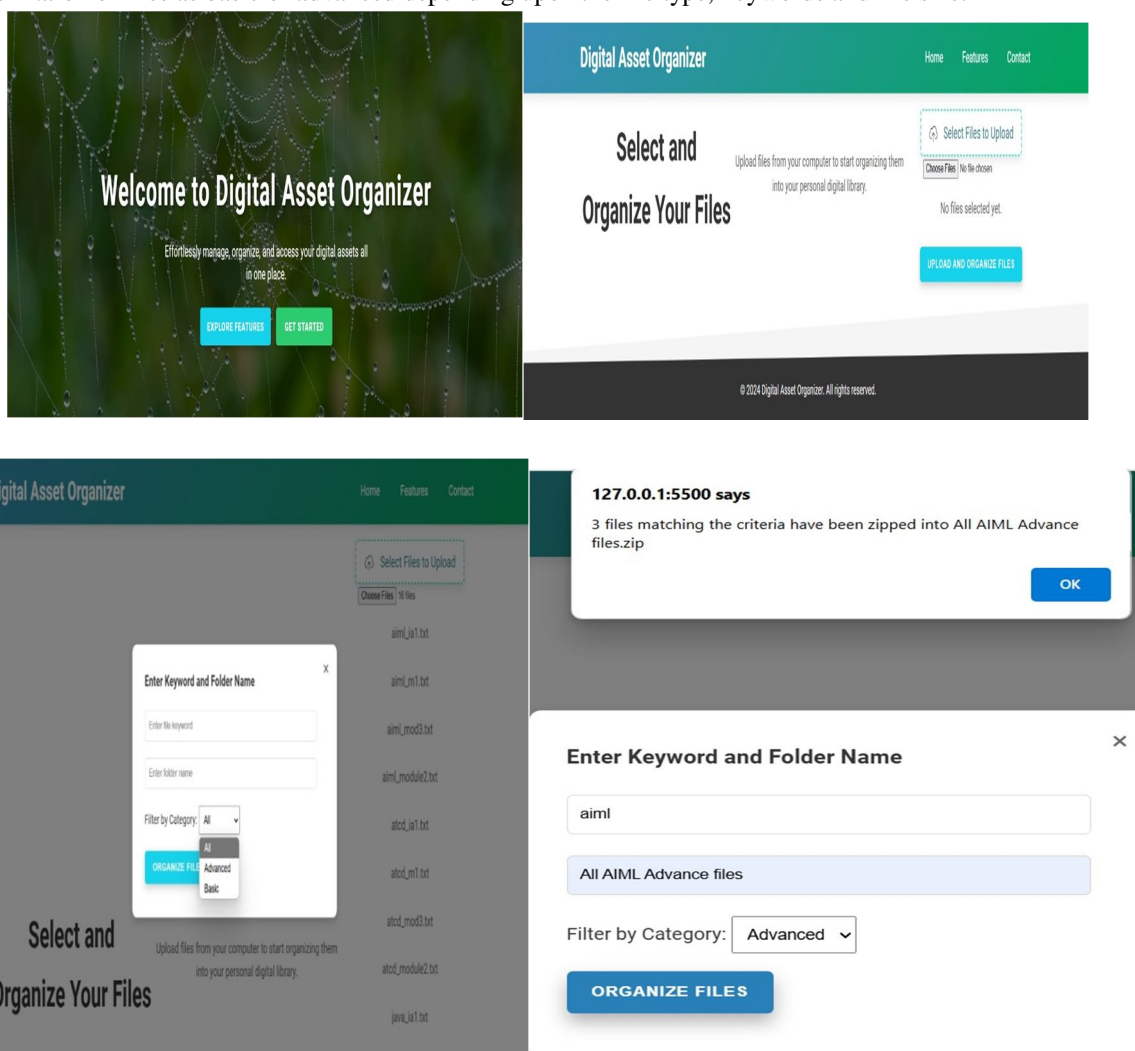 Welcome to Digital Asset Organizer
Effortlessly manage, organize, and access your digital assets all
in one place.
EXPLORE FEATURES GET STARTED
Digital Asset Organizer
Home Features Contact
Select and
Organize Your Files
Upload files from your computer to start organizing them
into your personal digital library.
Select Files to Upload
Choose Files No file chosen
No files selected yet.
UPLOAD AND ORGANIZE FILES
© 2024 Digital Asset Organizer. All rights reserved.
igital Asset Organizer
Home Features Contact
Select Files to Upload
Choose Files 16 files
aiml_ia1.txt
aiml_m1.txt
aiml_mod3.txt
aiml_module2.txt
atcd_ia1.txt
atcd_m1.txt
atcd_mod3.txt
atcd_module2.txt
java_ia1.txt
Enter Keyword and Folder Name
X
Enter file keyword
Enter folder name
Filter by Category: All
All
Advanced
Basic
ORGANIZE FILE
Select and
Organize Your Files
Upload files from your computer to start organizing them
into your personal digital library.
127.0.0.1:5500 says
3 files matching the criteria have been zipped into All AIML Advance
files.zip
OK
Enter Keyword and Folder Name
×
aiml
All AIML Advance files
Filter by Category: Advanced
ORGANIZE FILES